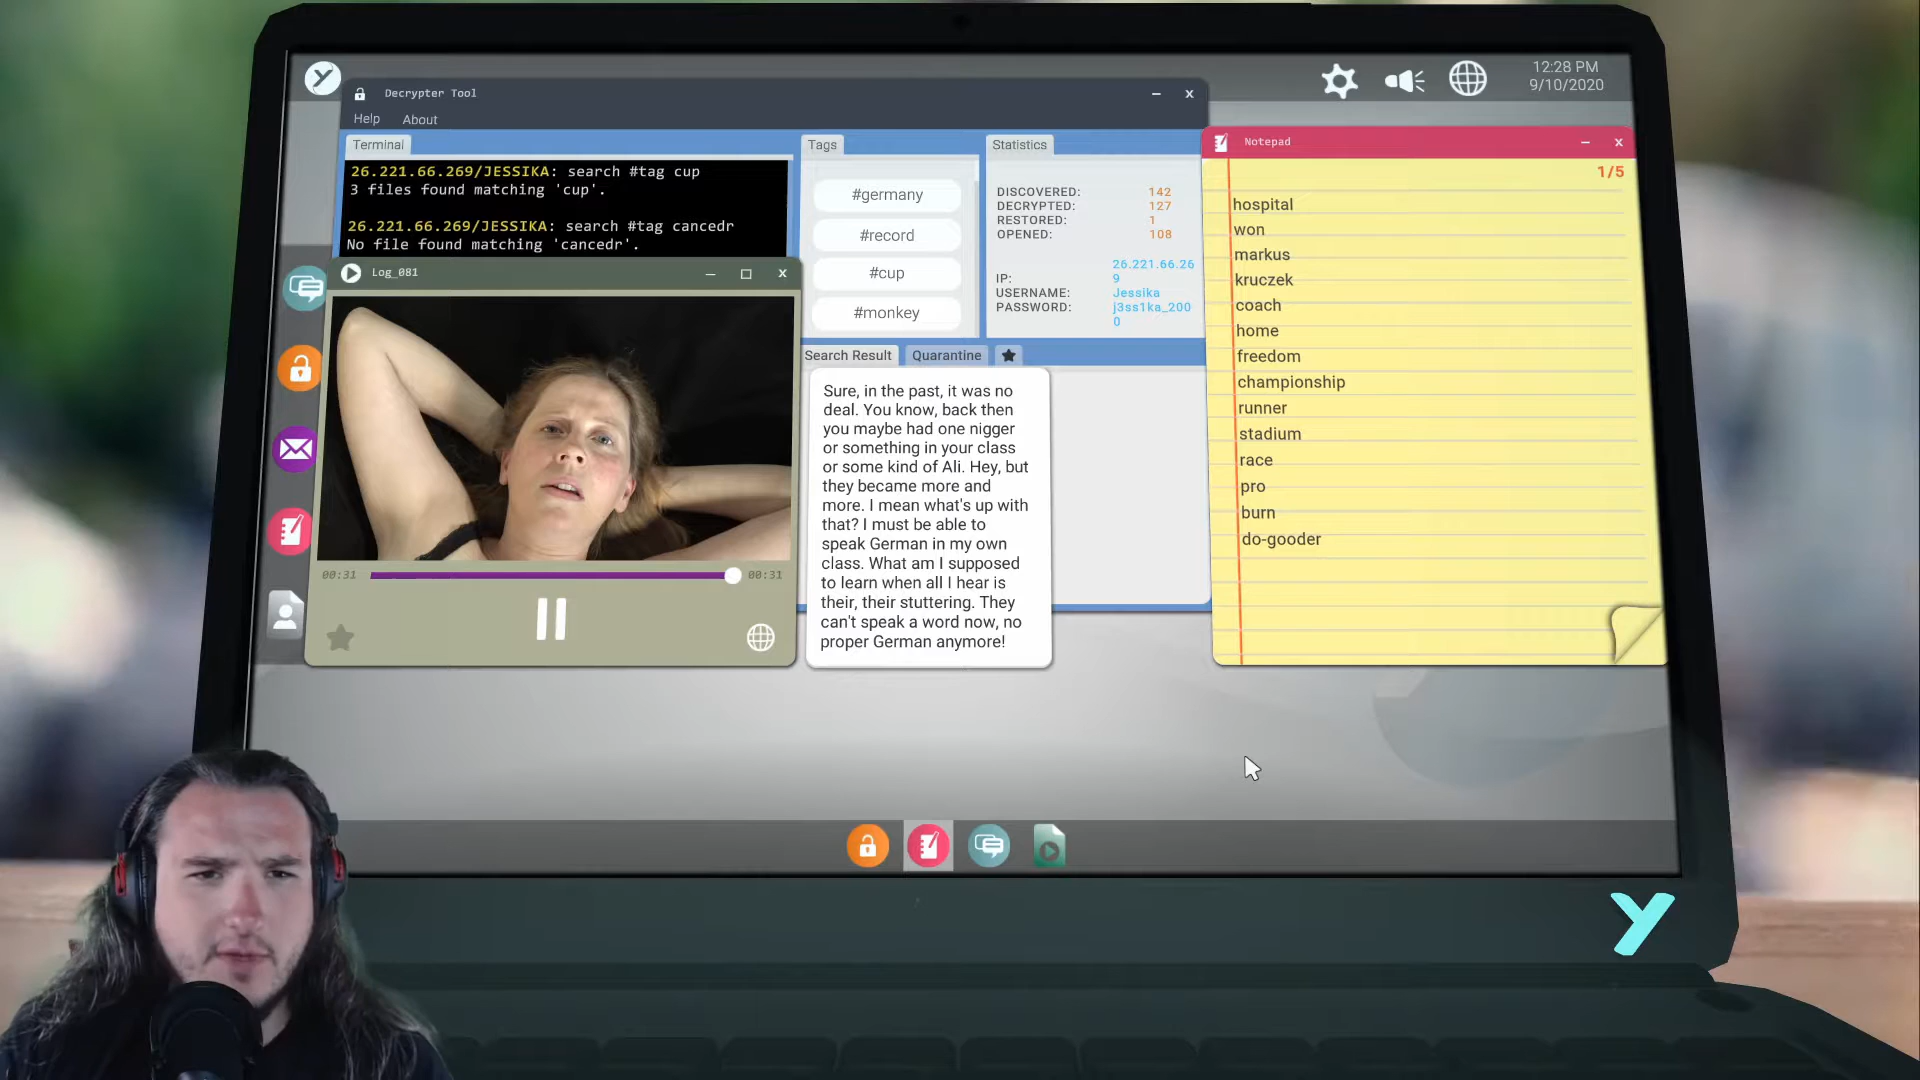 12:28 PM
9/10/2020
Decrypter Tool
Help About
Terminal
26.221.66.269/JESSIKA: search #tag cup
3 files found matching 'cup'.
26.221.66.269/JESSIKA: search #tag cancedr
No file found matching 'cancedr'.
Tags
#germany
#record
#cup
#monkey
Statistics
DISCOVERED: 142
DECRYPTED: 127
RESTORED: 1
OPENED: 108
IP: 26.221.66.26
9
USERNAME: Jessika
PASSWORD: j3ss1ka_200
0
Log_081
00:31 00:31
Search Result Quarantine
Sure, in the past, it was no
deal. You know, back then
you maybe had one nigger
or something in your class
or some kind of Ali. Hey, but
they became more and
more. I mean what's up with
that? I must be able to
speak German in my own
class. What am I supposed
to learn when all I hear is
their, their stuttering. They
can't speak a word now, no
proper German anymore!
Notepad
1/5
hospital
won
markus
kruczek
coach
home
freedom
championship
runner
stadium
race
pro
burn
do-gooder